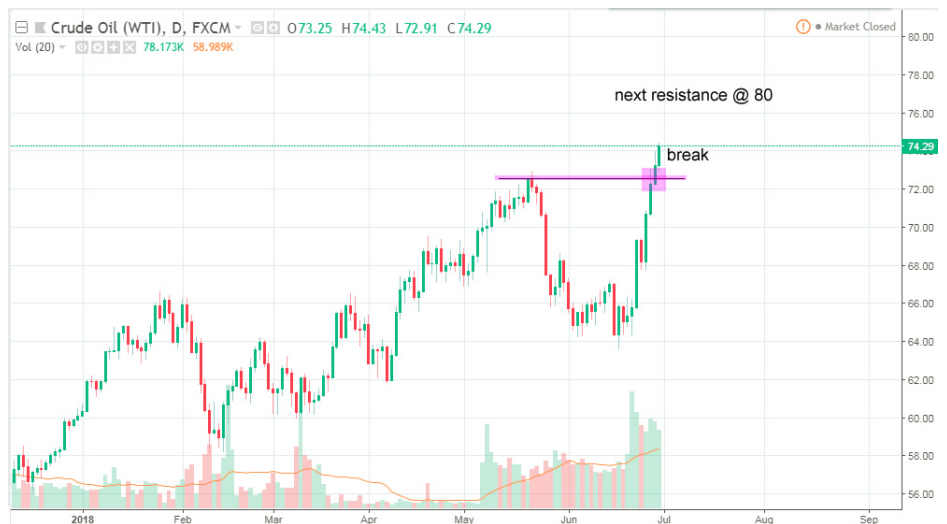 Crude Oil (WTI), D, FXCM O73.25 H74.43 L72.91 C74.29
Market Closed
Vol (20) 78.173K 58.989K
80.00
78.00
next resistance @ 80
76.00
74.29
74.00
break
72.00
70.00
68.00
66.00
64.00
62.00
60.00
58.00
56.00
2018 Feb Mar Apr May Jun Jul Aug Sep